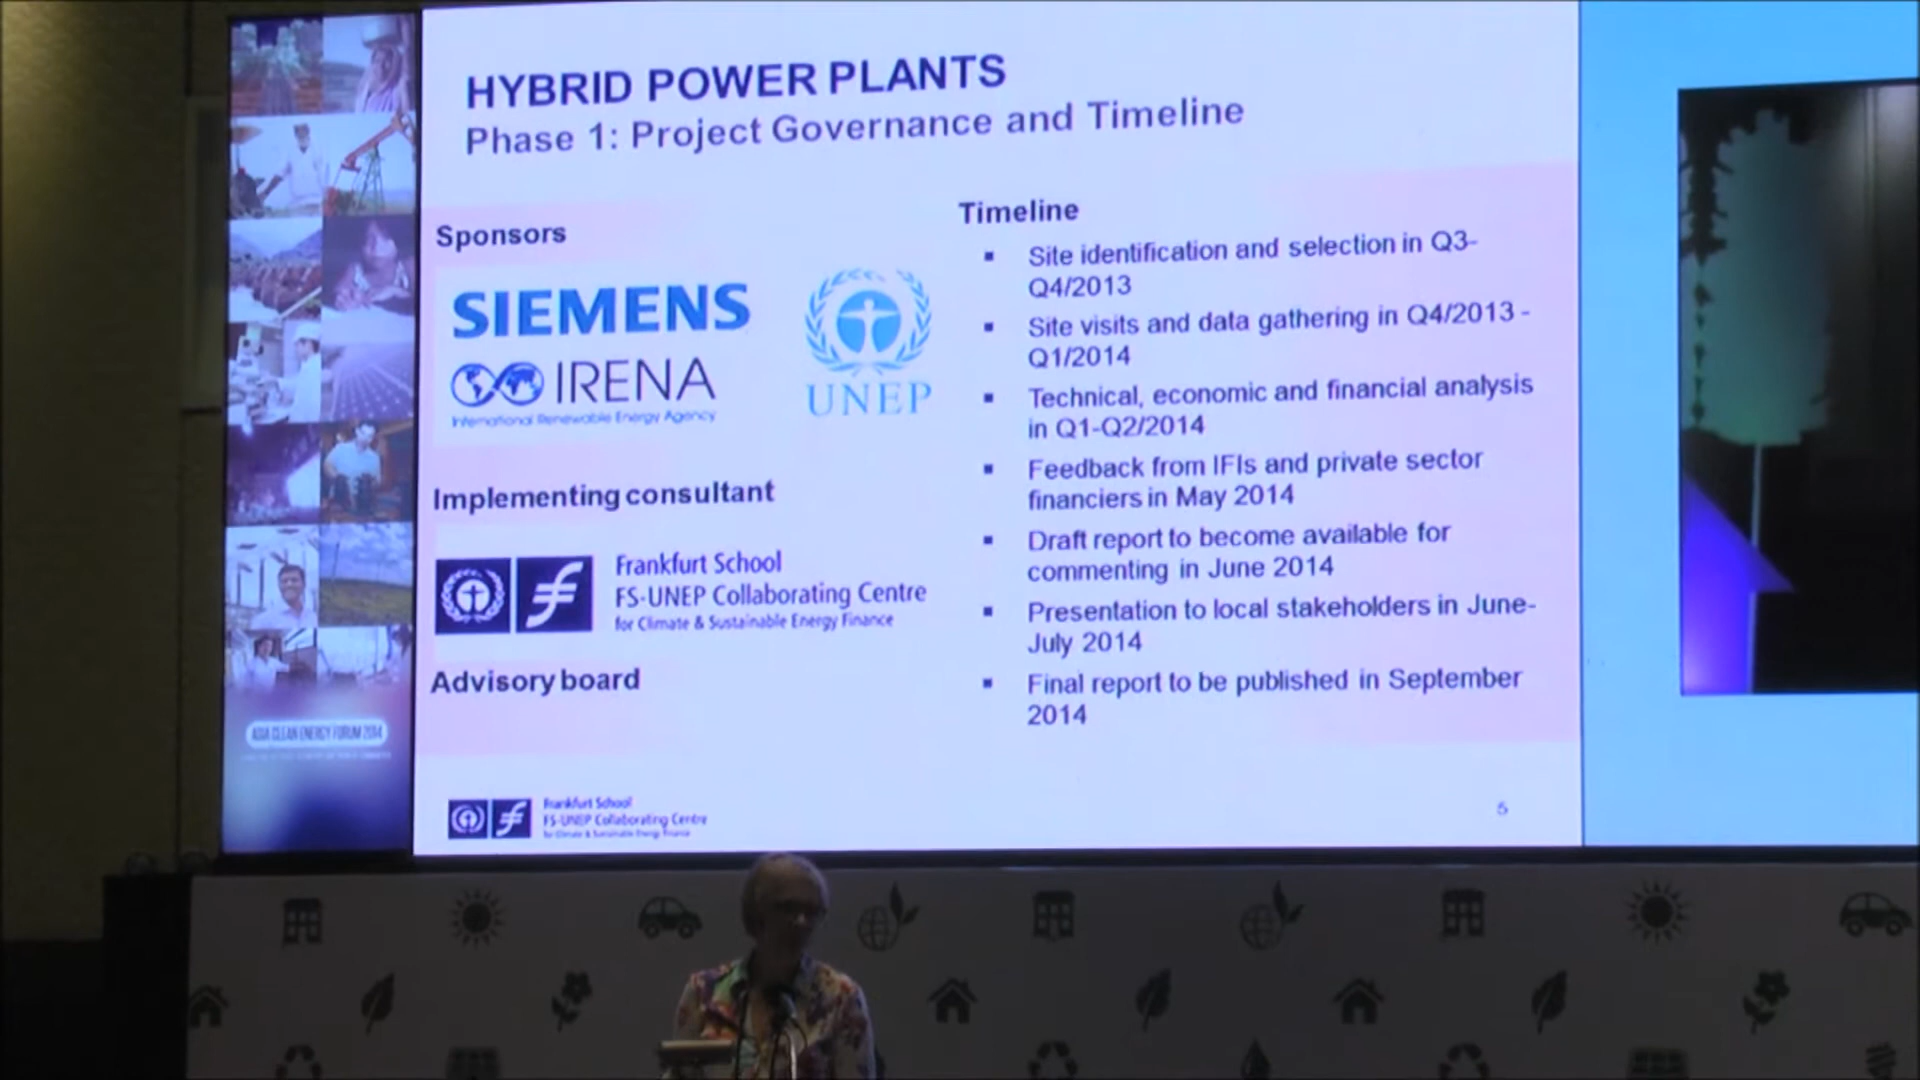 HYBRID POWER PLANTS
Phase 1: Project Governance and Timeline
Sponsors
SIEMENS
IRENA
International Renewable Energy Agency
UNEP
Implementing consultant
Frankfurt School
FS-UNEP Collaborating Centre
for Climate & Sustainable Energy Finance
Advisory board
Timeline
▪ Site identification and selection in Q3-
Q4/2013
▪ Site visits and data gathering in Q4/2013 -
Q1/2014
▪ Technical, economic and financial analysis
in Q1-Q2/2014
▪ Feedback from IFIs and private sector
financiers in May 2014
▪ Draft report to become available for
commenting in June 2014
▪ Presentation to local stakeholders in June-
July 2014
▪ Final report to be published in September
2014
ASIA CLEAN ENERGY FORUM 2014
Frankfurt School
FS-UNEP Collaborating Centre
for Climate & Sustainable Energy Finance
5